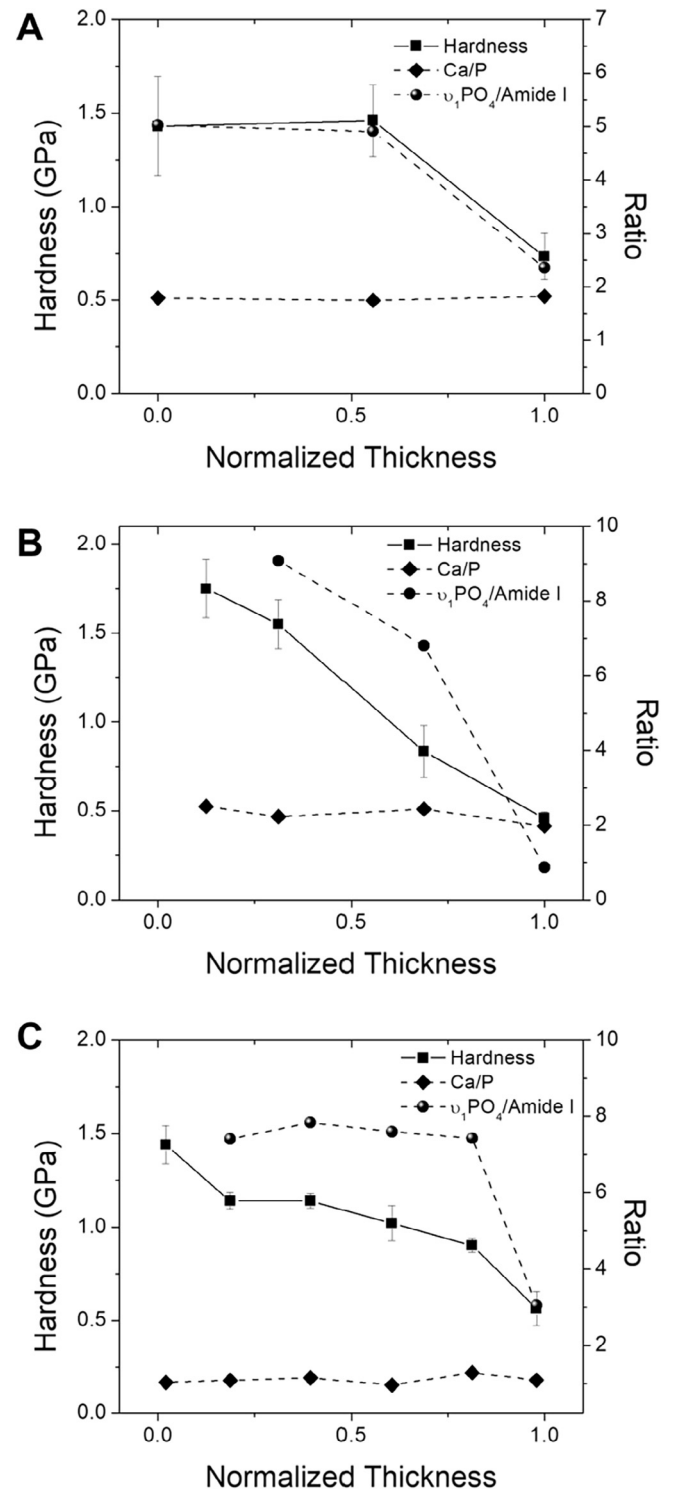 A
2.0
7
Hardness
Ca/P
υ₁PO₄/Amide I
6
1.5
5
4
1.0
3
0.5
2
1
0.0
0
Hardness (GPa)
Ratio
0.0 0.5 1.0
Normalized Thickness
B
10
2.0
Hardness
Ca/P
υ₁PO₄/Amide I
8
1.5
6
1.0
4
0.5
2
0.0
0
Hardness (GPa)
Ratio
0.0 0.5 1.0
Normalized Thickness
C
2.0
10
Hardness
Ca/P
υ₁PO₄/Amide I
8
1.5
6
1.0
4
0.5
2
0.0
Hardness (GPa)
Ratio
0.0 0.5 1.0
Normalized Thickness